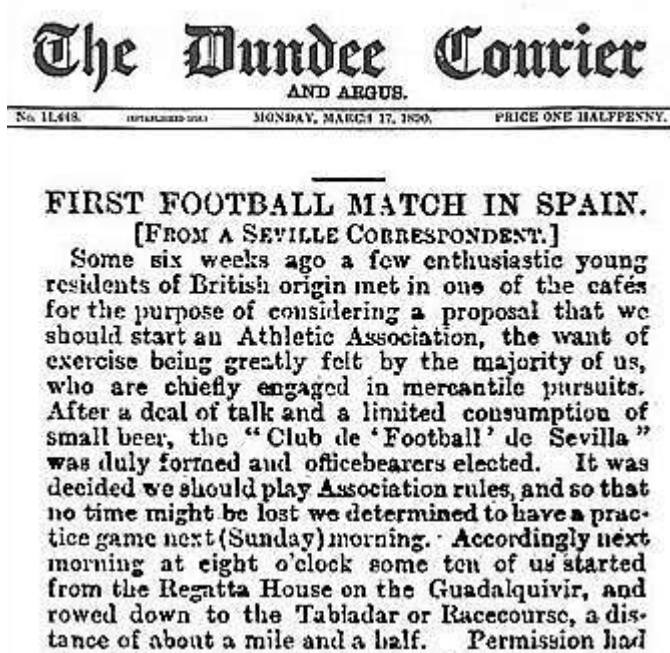 The Dundee Courier
AND ARGUS.
No. 11,448.
MONDAY, MARCH 17, 1890.
PRICE ONE HALFPENNY.
FIRST FOOTBALL MATCH IN SPAIN.
[FROM A SEVILLE CORRESPONDENT.]
Some six weeks ago a few enthusiastic young
residents of British origin met in one of the cafés
for the purpose of considering a proposal that we
should start an Athletic Association, the want of
exercise being greatly felt by the majority of us,
who are chiefly engaged in mercantile pursuits.
After a deal of talk and a limited consumption of
small beer, the "Club de 'Football' de Sevilla"
was duly formed and officebearers elected. It was
decided we should play Association rules, and so that
no time might be lost we determined to have a prac-
tice game next (Sunday) morning. Accordingly next
morning at eight o'clock some ten of us started
from the Regatta House on the Guadalquivir, and
rowed down to the Tabladar or Racecourse, a dis-
tance of about a mile and a half. Permission had